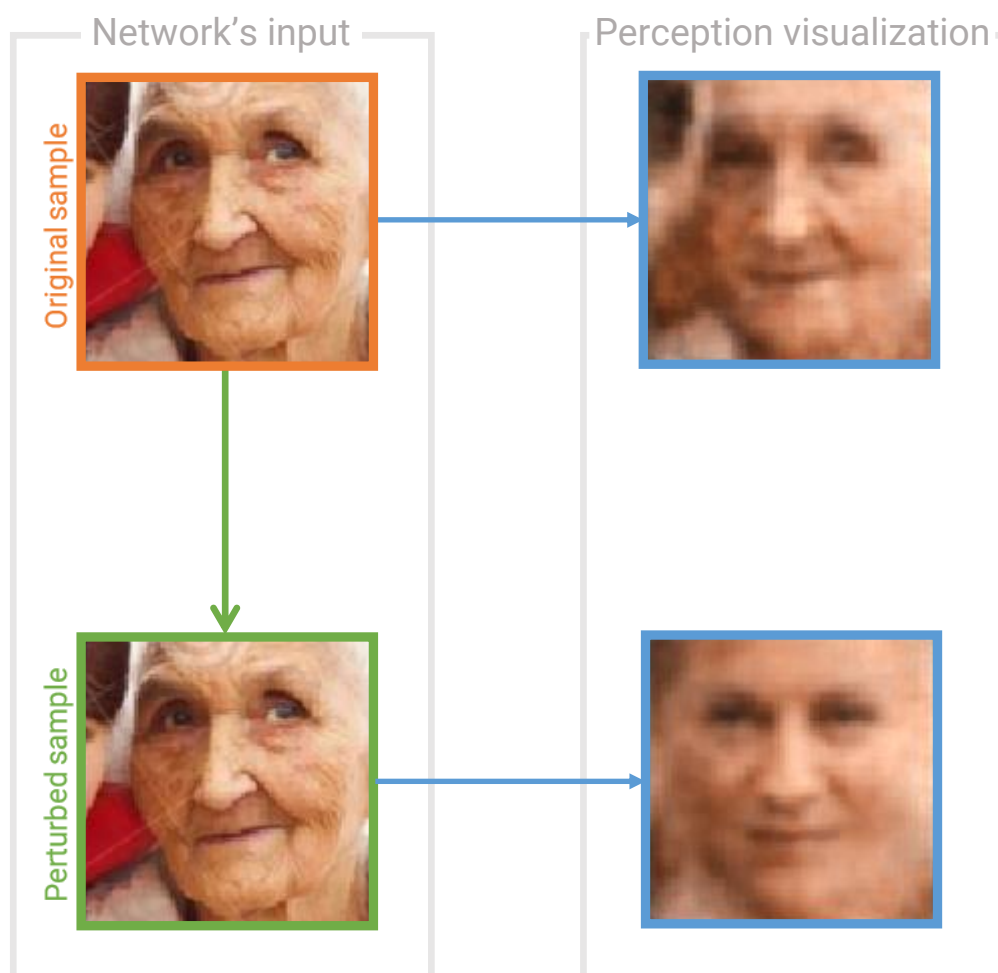 Network’s input
Perception visualization
Original sample
Perturbed sample